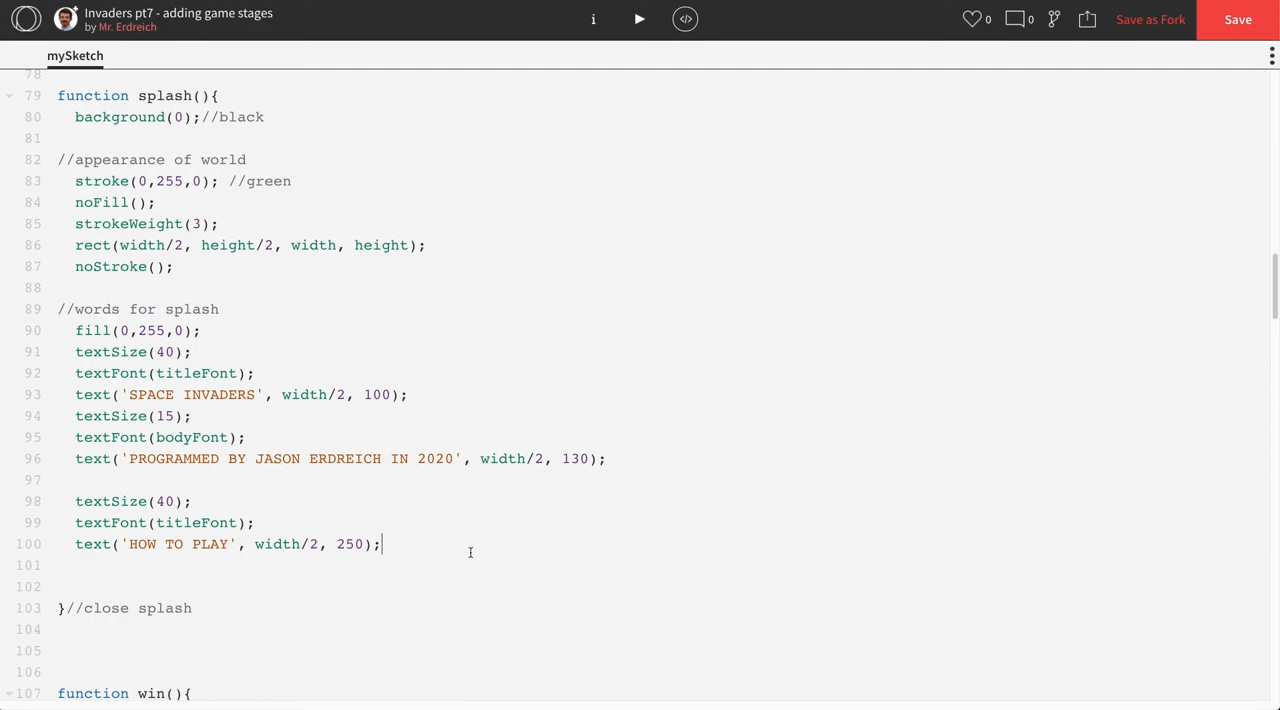 Invaders pt7 - adding game stages
by Mr. Erdreich
i
</>
0
0
Save as Fork
Save
mySketch
78
79 function splash(){
80 background(0);//black
81
82 //appearance of world
83 stroke(0,255,0); //green
84 noFill();
85 strokeWeight(3);
86 rect(width/2, height/2, width, height);
87 noStroke();
88
89 //words for splash
90 fill(0,255,0);
91 textSize(40);
92 textFont(titleFont);
93 text('SPACE INVADERS', width/2, 100);
94 textSize(15);
95 textFont(bodyFont);
96 text('PROGRAMMED BY JASON ERDREICH IN 2020', width/2, 130);
97
98 textSize(40);
99 textFont(titleFont);
100 text('HOW TO PLAY', width/2, 250);
101
102
103 }//close splash
104
105
106
107 function win(){